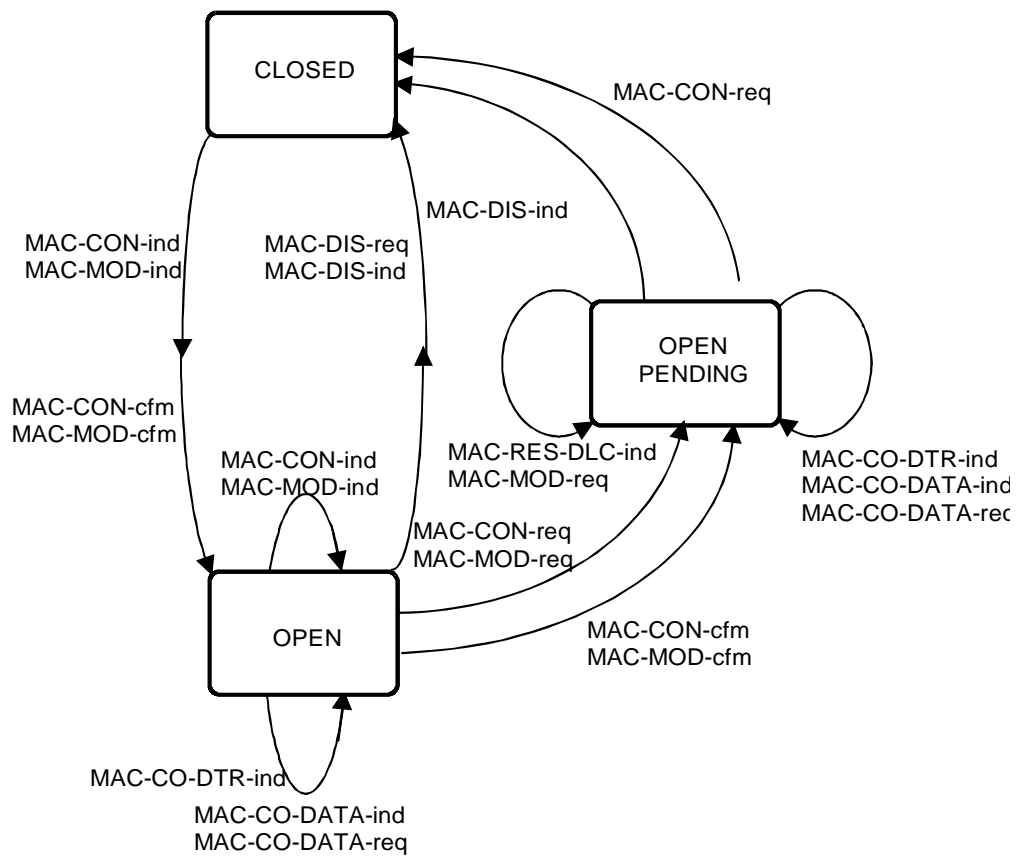 CLOSED
MAC-CON-req
MAC-DIS-ind
MAC-CON-ind
MAC-MOD-ind
MAC-DIS-req
MAC-DIS-ind
OPEN
PENDING
MAC-CON-cfm
MAC-MOD-cfm
MAC-CON-ind
MAC-MOD-ind
MAC-RES-DLC-ind
MAC-MOD-req
MAC-CO-DTR-ind
MAC-CO-DATA-ind
MAC-CO-DATA-req
MAC-CON-req
MAC-MOD-req
OPEN
MAC-CON-cfm
MAC-MOD-cfm
MAC-CO-DTR-ind
MAC-CO-DATA-ind
MAC-CO-DATA-req